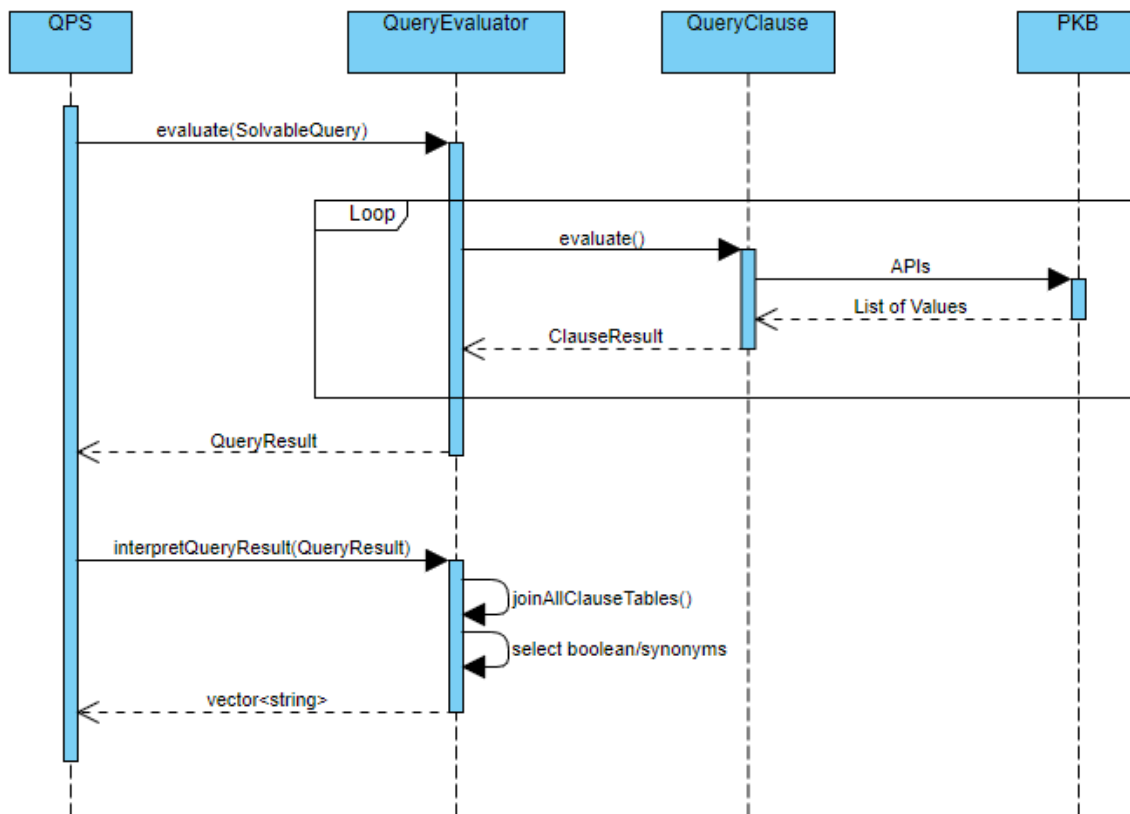 QPS
QueryEvaluator
QueryClause
PKB
evaluate(SolvableQuery)
Loop
evaluate()
APIs
List of Values
ClauseResult
QueryResult
interpretQueryResult(QueryResult)
joinAllClauseTables()
select boolean/synonyms
vector<string>